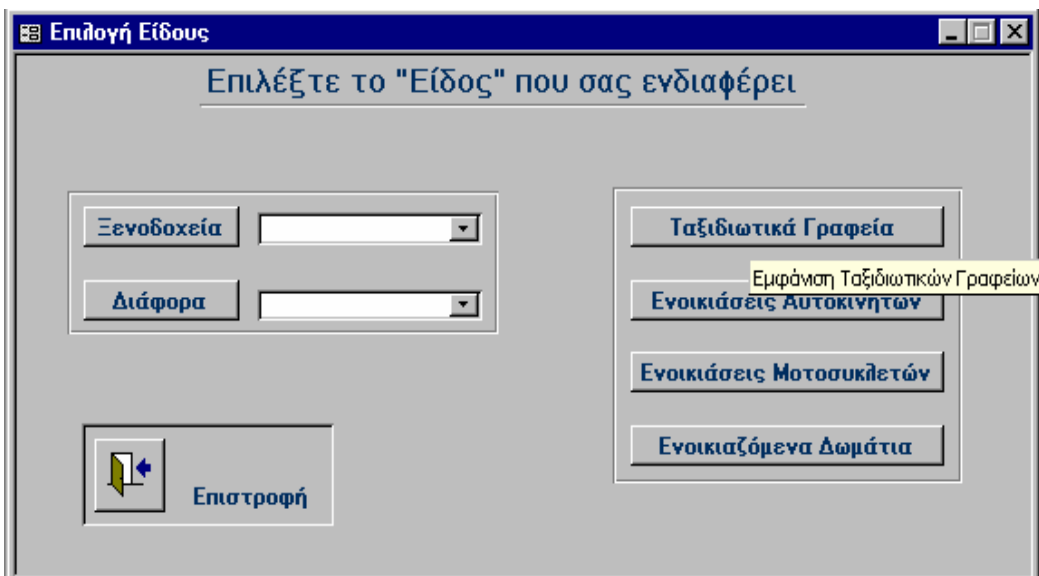 Επιλογή Είδους
Επιλέξτε το "Είδος" που σας ενδιαφέρει
Ξενοδοχεία
Διάφορα
Ταξιδιωτικά Γραφεία
Εμφάνιση Ταξιδιωτικών Γραφείων
Ενοικιάσεις Αυτοκινήτων
Ενοικιάσεις Μοτοσυκλετών
Ενοικιαζόμενα Δωμάτια
Επιστροφή